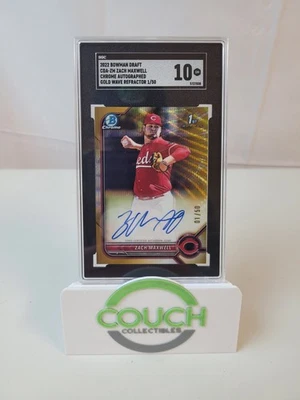 SGC
2022 BOWMAN DRAFT
CDA-ZM ZACH MAXWELL
CHROME AUTOGRAPHED
GOLD WAVE REFRACTOR 1/50
10
Chrome
1st
Reds
01/50
ZACH MAXWELL
COUCH
COLLECTIBLES